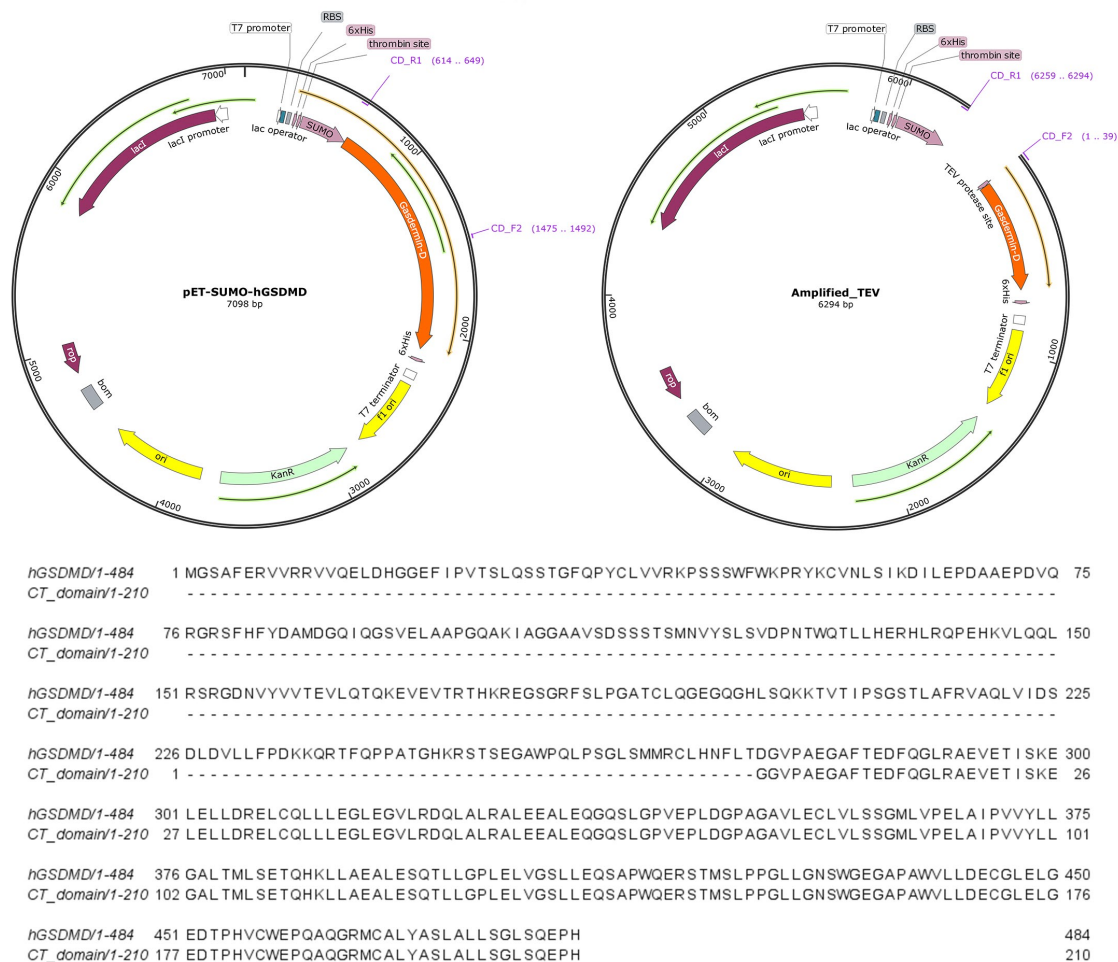 T7 promoter
RBS
6xHis
thrombin site
CD_R1 (614 .. 649)
7000
1000
2000
3000
4000
5000
6000
lacI
lacI promoter
lac operator
SUMO
Gasdermin-D
CD_F2 (1475 .. 1492)
pET-SUMO-hGSDMD
7098 bp
6xHis
T7 terminator
f1 ori
KanR
ori
bom
rop
T7 promoter
RBS
6xHis
thrombin site
CD_R1 (6259 .. 6294)
CD_F2 (1 .. 39)
6000
5000
4000
3000
2000
1000
lacI
lacI promoter
lac operator
SUMO
TEV protease site
Gasdermin-D
Amplified_TEV
6294 bp
6xHis
T7 terminator
f1 ori
KanR
ori
bom
rop
hGSDMD/1-484 1 MGSAFERVVRRVVQELDHGGEFIPVTSLQSSTGFQPYCLVVRKPSSSWFWKPRYKCVNLSIKDILEPDAAEPDVQ 75
CT_domain/1-210 - - - - - - - - - - - - - - - - - - - - - - - - - - - - - - - - - - - - - - - - - - - - - - - - - - - - - - - - - - - - - - - - - - - - - - - - - - -
hGSDMD/1-484 76 RGRSFHFYDAMDGQIQGSVELAAPGQAKIAGGAAVSDSSSTSMNVYSLSVDPNTWQTLLHERHLRQPEHKVLQQL 150
CT_domain/1-210 - - - - - - - - - - - - - - - - - - - - - - - - - - - - - - - - - - - - - - - - - - - - - - - - - - - - - - - - - - - - - - - - - - - - - - - - - - -
hGSDMD/1-484 151 RSRGDNVYVVTEVLQTQKEVEVTRTHKREGSGRFSLPGATCLQGEGQGHLSQKKTVTIPSGSTLAFRVAQLVIDS 225
CT_domain/1-210 - - - - - - - - - - - - - - - - - - - - - - - - - - - - - - - - - - - - - - - - - - - - - - - - - - - - - - - - - - - - - - - - - - - - - - - - - - -
hGSDMD/1-484 226 DLDVLLFPDKKQRTFQPPATGHKRSTSEGAWPQLPSGLSMMRCLHNFLTDGVPAEGAFTEDFQGLRAEVETISKE 300
CT_domain/1-210 1 - - - - - - - - - - - - - - - - - - - - - - - - - - - - - - - - - - - - - - - - - - - - - - - - - GGVPAEGAFTEDFQGLRAEVETISKE 26
hGSDMD/1-484 301 LELLDRELCQLLLEGLEGVLRDQLALRALEEALEQGQSLGPVEPLDGPAGAVLECLVLSSGMLVPELAIPVVYLL 375
CT_domain/1-210 27 LELLDRELCQLLLEGLEGVLRDQLALRALEEALEQGQSLGPVEPLDGPAGAVLECLVLSSGMLVPELAIPVVYLL 101
hGSDMD/1-484 376 GALTMLSETQHKLLAEALESQTLLGPLELVGSLLEQSAPWQERSTMSLPPGLLGNSWGEGAPAWVLLDECGLELG 450
CT_domain/1-210 102 GALTMLSETQHKLLAEALESQTLLGPLELVGSLLEQSAPWQERSTMSLPPGLLGNSWGEGAPAWVLLDECGLELG 176
hGSDMD/1-484 451 EDTPHVCWEPQAQGRMCALYASLALLSGLSQEPH 484
CT_domain/1-210 177 EDTPHVCWEPQAQGRMCALYASLALLSGLSQEPH 210